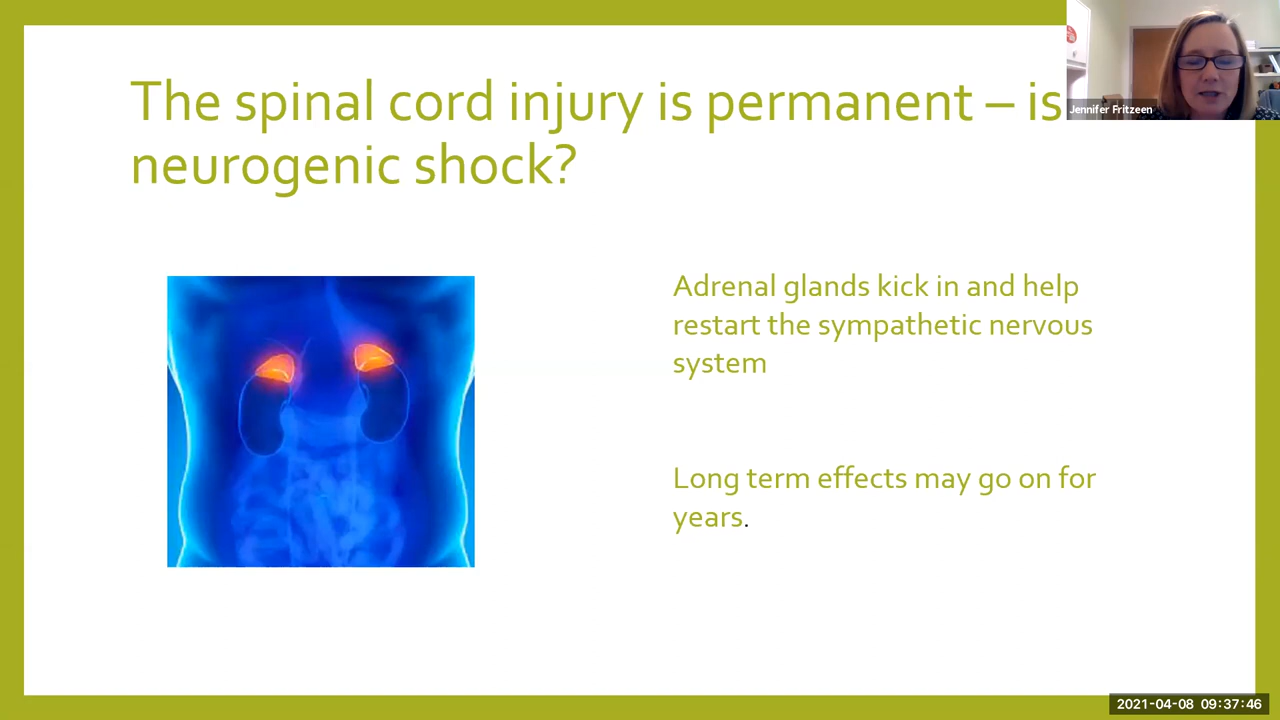 The spinal cord injury is permanent – is
neurogenic shock?
Jennifer Fritzeen
Adrenal glands kick in and help
restart the sympathetic nervous
system
Long term effects may go on for
years.
2021-04-08 09:37:46